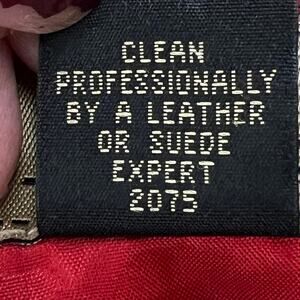 CLEAN
PROFESSIONALLY
BY A LEATHER
OR SUEDE
EXPERT
2075